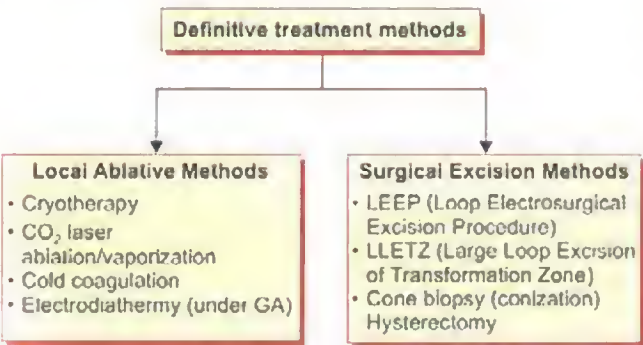 Definitive treatment methods
Local Ablative Methods
• Cryotherapy
• CO₂ laser
ablation/vaporization
• Cold coagulation
• Electrodiathermy (under GA)
Surgical Excision Methods
• LEEP (Loop Electrosurgical
Excision Procedure)
• LLETZ (Large Loop Excision
of Transformation Zone)
• Cone biopsy (conization)
Hysterectomy